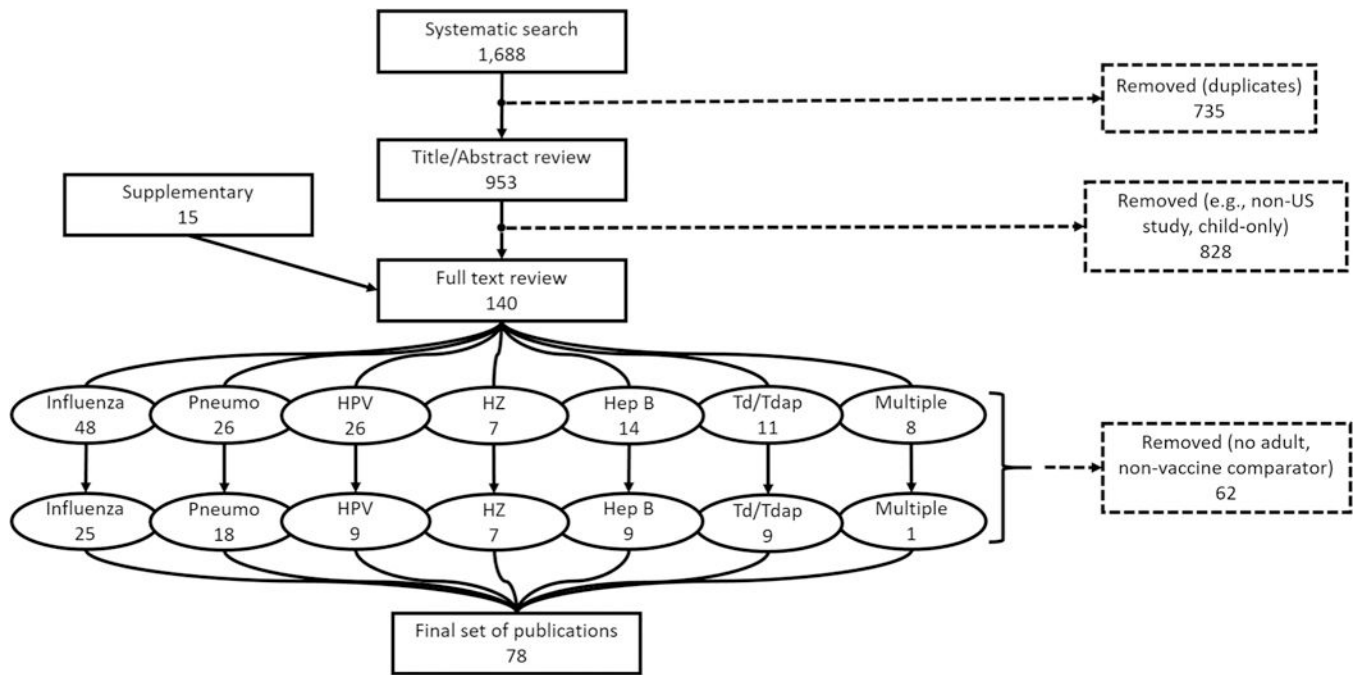 Systematic search
1,688
Removed (duplicates)
735
Title/Abstract review
953
Supplementary
15
Removed (e.g., non-US
study, child-only)
828
Full text review
140
Influenza
48
Pneumo
26
HPV
26
HZ
7
Hep B
14
Td/Tdap
11
Multiple
8
Removed (no adult,
non-vaccine comparator)
62
Influenza
25
Pneumo
18
HPV
9
HZ
7
Hep B
9
Td/Tdap
9
Multiple
1
Final set of publications
78